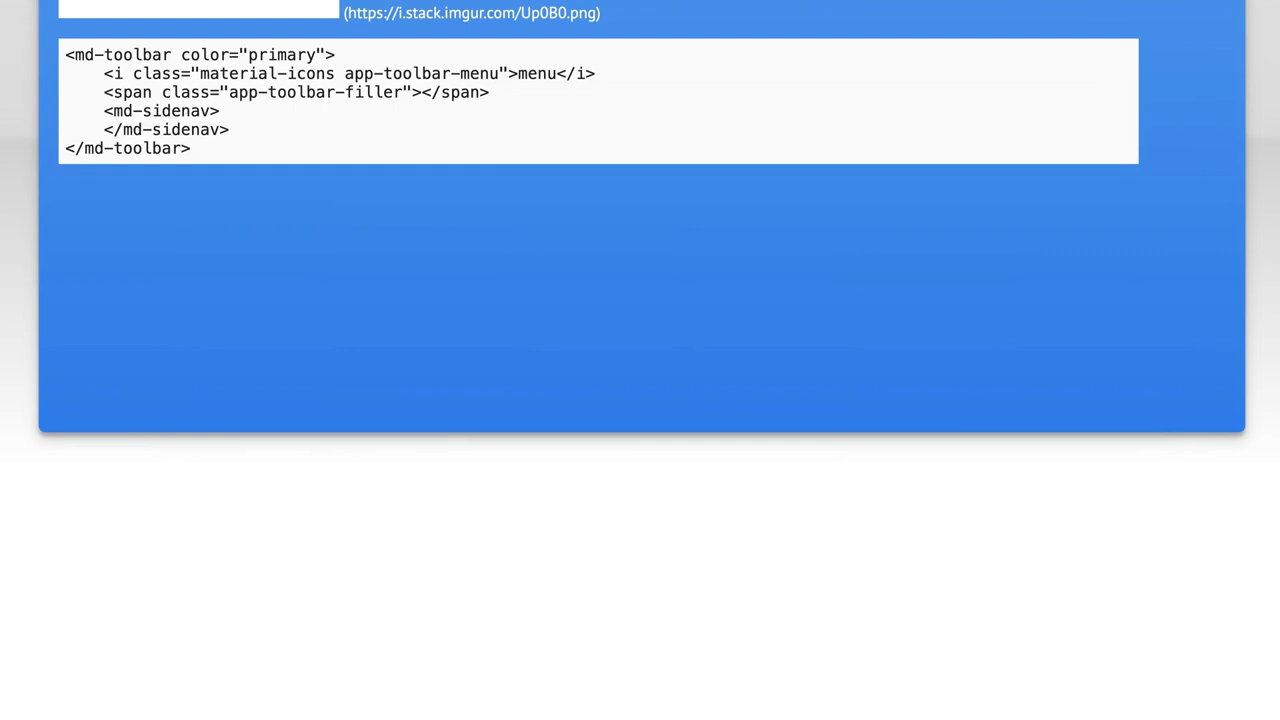 (https://i.stack.imgur.com/Up0B0.png)
<md-toolbar color="primary">
    <i class="material-icons app-toolbar-menu">menu</i>
    <span class="app-toolbar-filler"></span>
    <md-sidenav>
    </md-sidenav>
</md-toolbar>